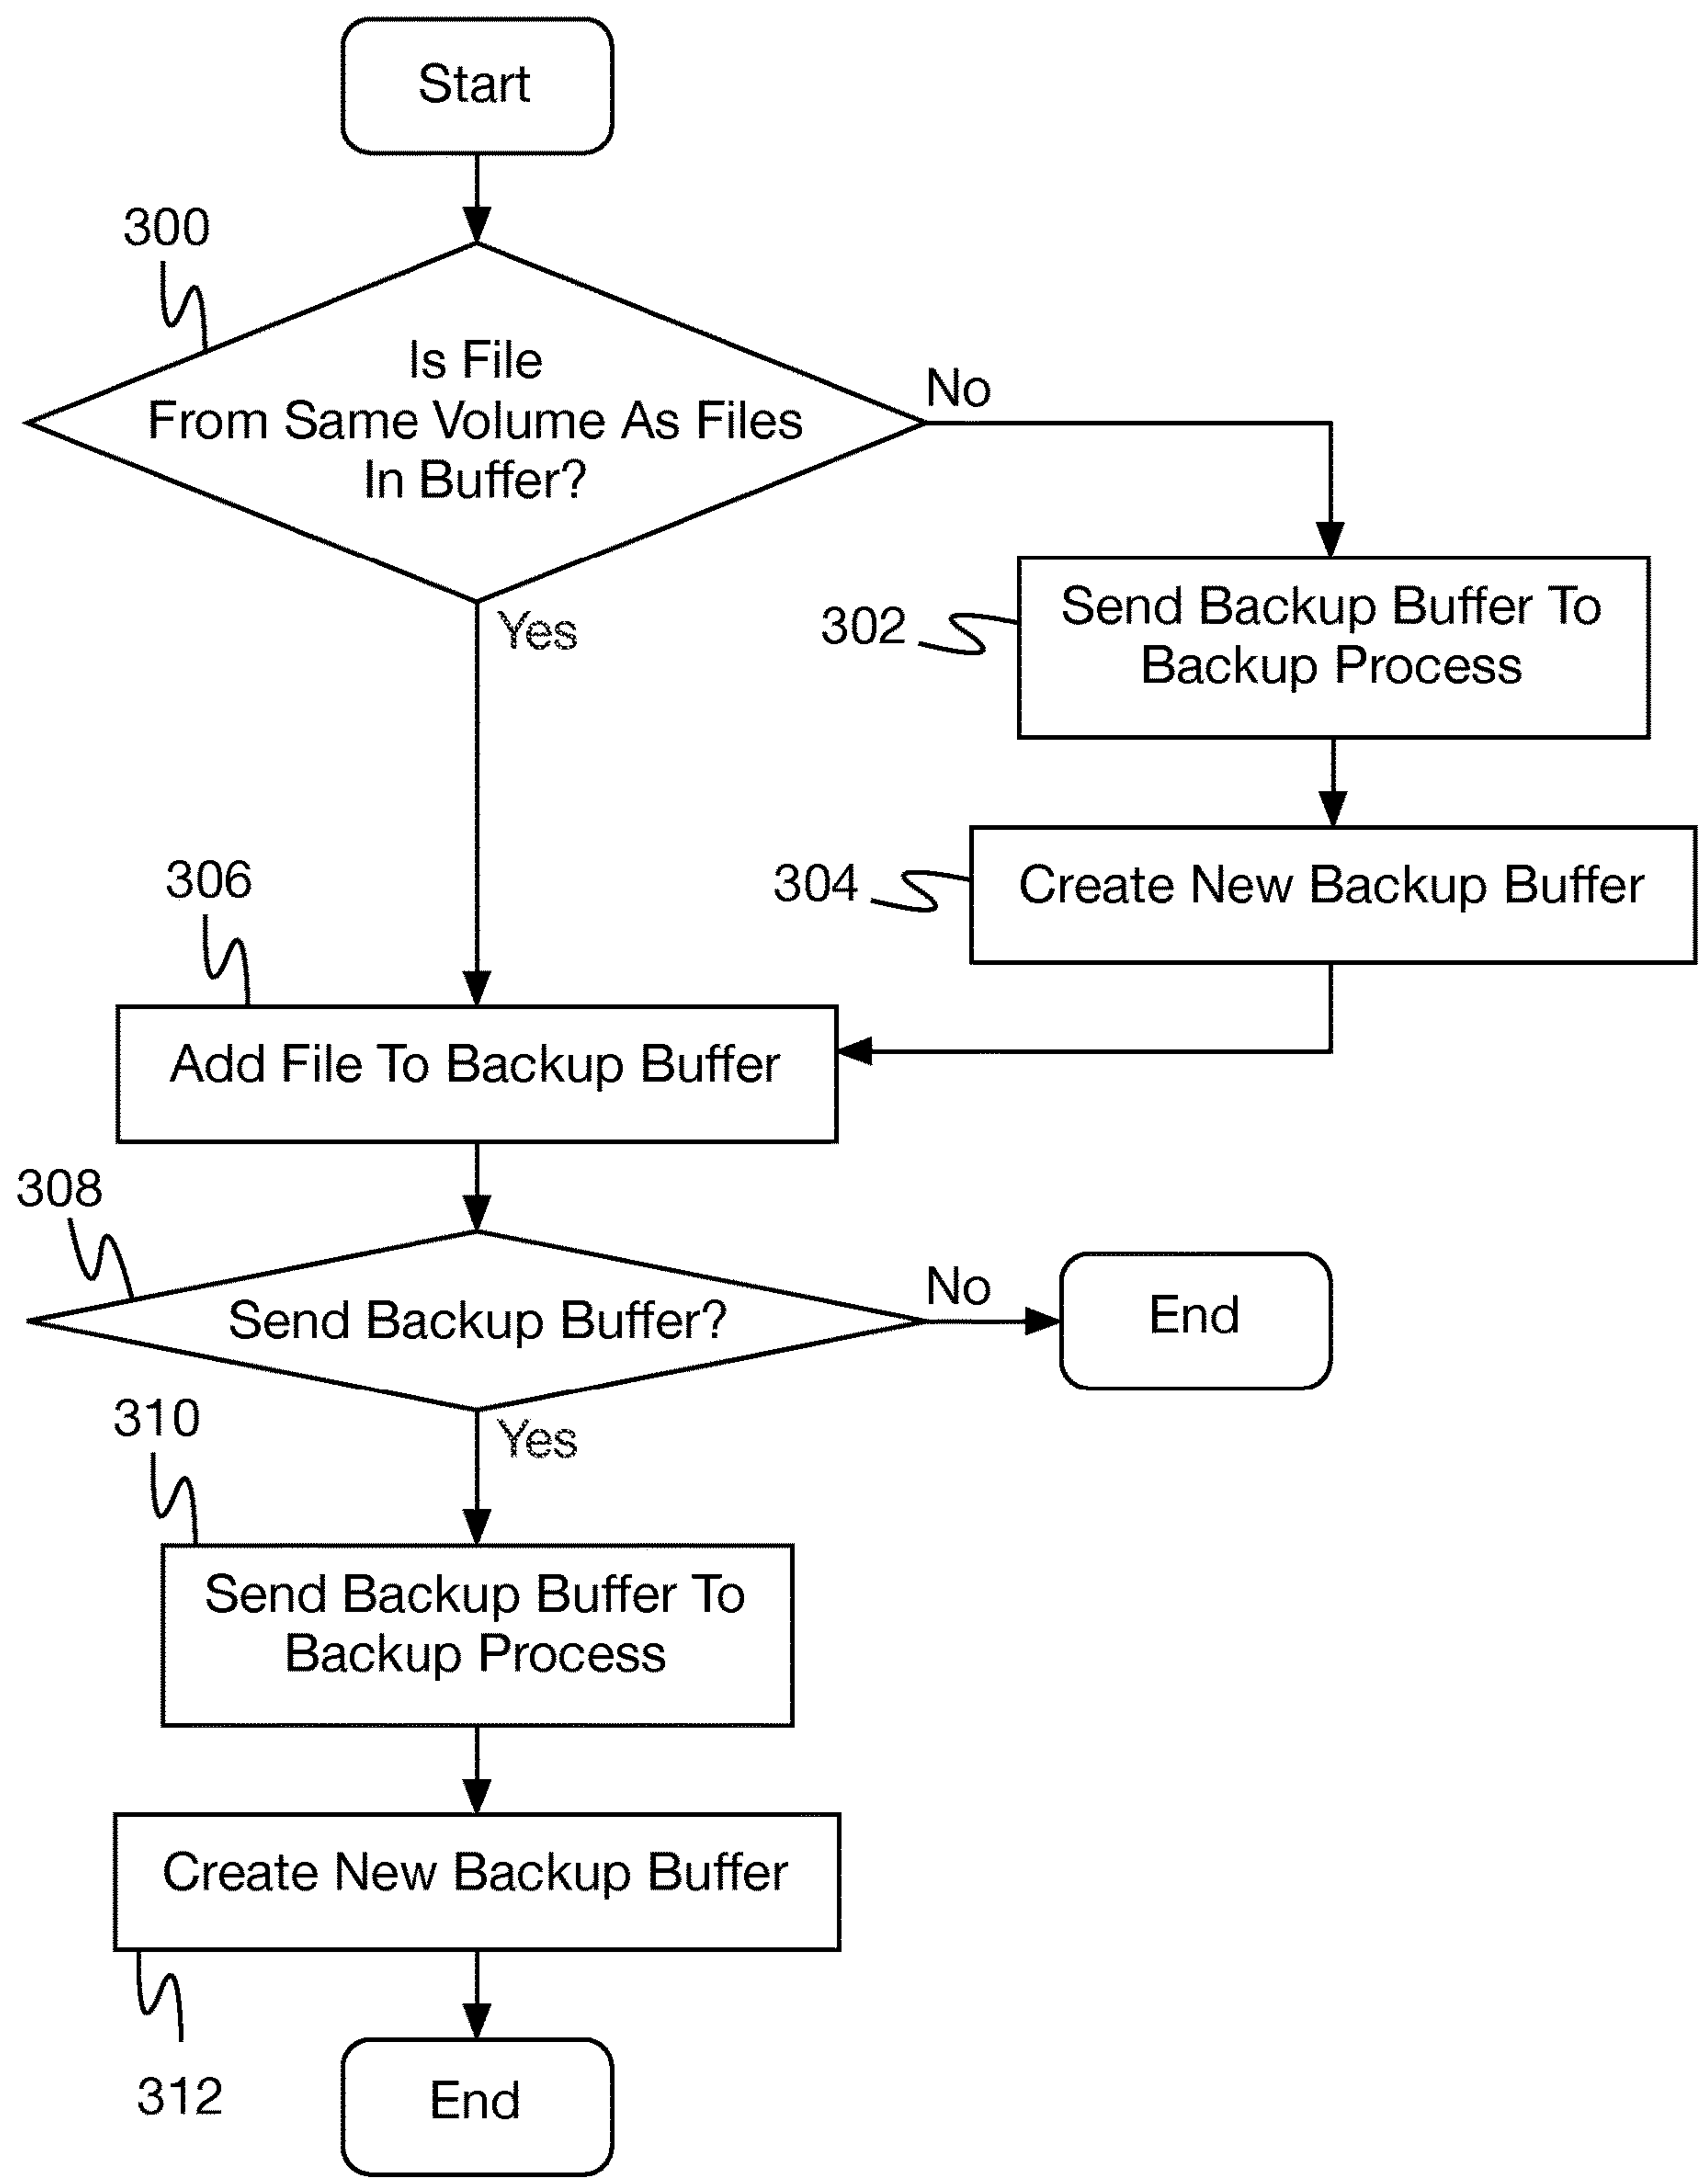 Start
300
Is File
From Same Volume As Files
In Buffer?
No
Yes
302
Send Backup Buffer To
Backup Process
304
Create New Backup Buffer
306
Add File To Backup Buffer
308
Send Backup Buffer?
No
End
Yes
310
Send Backup Buffer To
Backup Process
Create New Backup Buffer
312
End